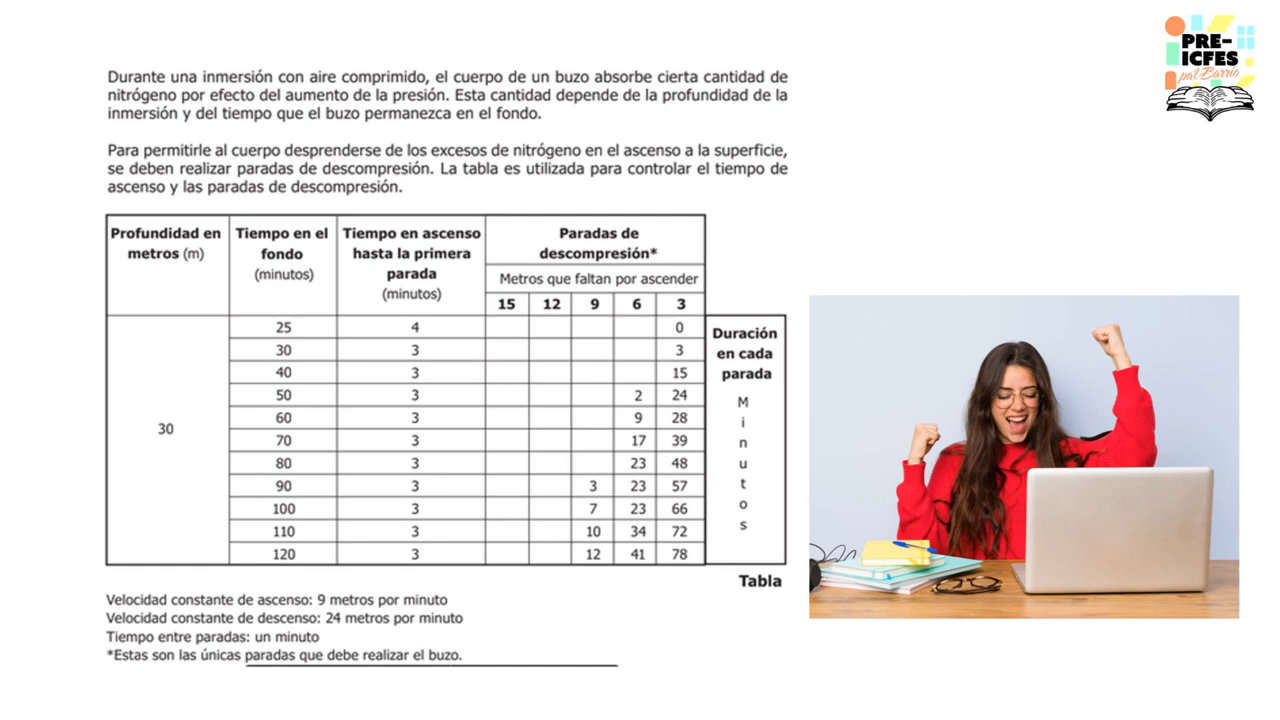 PRE-
ICFES
pa'l Barrio
Durante una inmersión con aire comprimido, el cuerpo de un buzo absorbe cierta cantidad de
nitrógeno por efecto del aumento de la presión. Esta cantidad depende de la profundidad de la
inmersión y del tiempo que el buzo permanezca en el fondo.
Para permitirle al cuerpo desprenderse de los excesos de nitrógeno en el ascenso a la superficie,
se deben realizar paradas de descompresión. La tabla es utilizada para controlar el tiempo de
ascenso y las paradas de descompresión.
Profundidad en metros (m) Tiempo en el fondo (minutos) Tiempo en ascenso hasta la primera parada (minutos) Paradas de descompresión*
Metros que faltan por ascender
15 12 9 6 3
25 4 0
30 3 3
40 3 15
50 3 2 24
60 3 9 28
30
70 3 17 39
80 3 23 48
90 3 3 23 57
100 3 7 23 66
110 3 10 34 72
120 3 12 41 78
Duración
en cada
parada
M
i
n
u
t
o
s
Tabla
Velocidad constante de ascenso: 9 metros por minuto
Velocidad constante de descenso: 24 metros por minuto
Tiempo entre paradas: un minuto
*Estas son las únicas paradas que debe realizar el buzo.